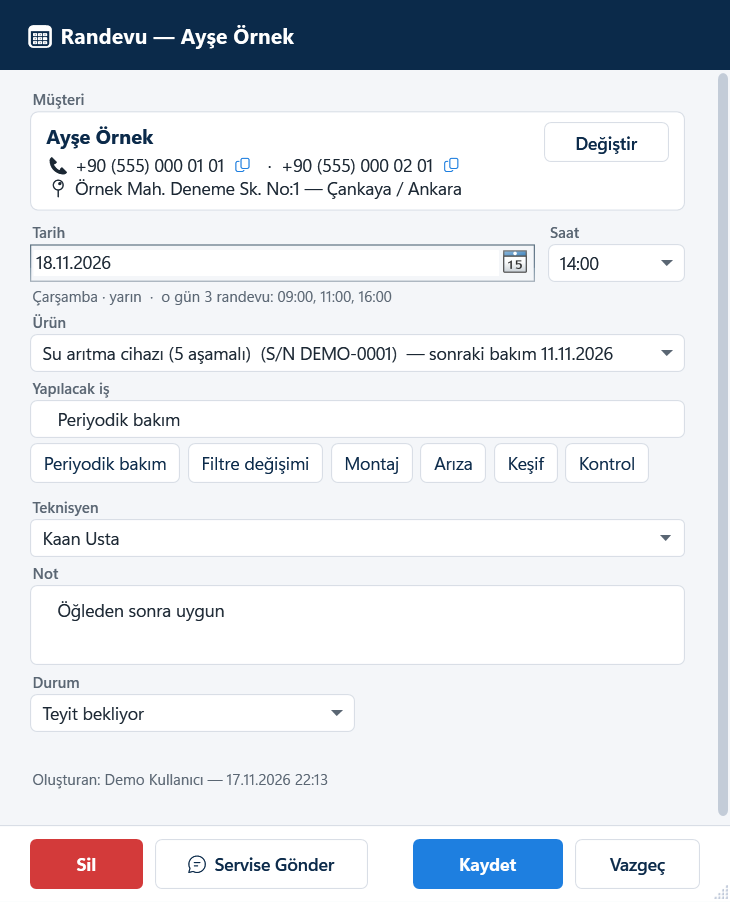 Randevu — Ayşe Örnek
Müşteri
Ayşe Örnek
Değiştir
+90 (555) 000 01 01 · +90 (555) 000 02 01
Örnek Mah. Deneme Sk. No:1 — Çankaya / Ankara
Tarih
Saat
18.11.2026
15
14:00
Çarşamba · yarın · o gün 3 randevu: 09:00, 11:00, 16:00
Ürün
Su arıtma cihazı (5 aşamalı) (S/N DEMO-0001) — sonraki bakım 11.11.2026
Yapılacak iş
Periyodik bakım
Periyodik bakım Filtre değişimi Montaj Arıza Keşif Kontrol
Teknisyen
Kaan Usta
Not
Öğleden sonra uygun
Durum
Teyit bekliyor
Oluşturan: Demo Kullanıcı — 17.11.2026 22:13
Sil Servise Gönder Kaydet Vazgeç